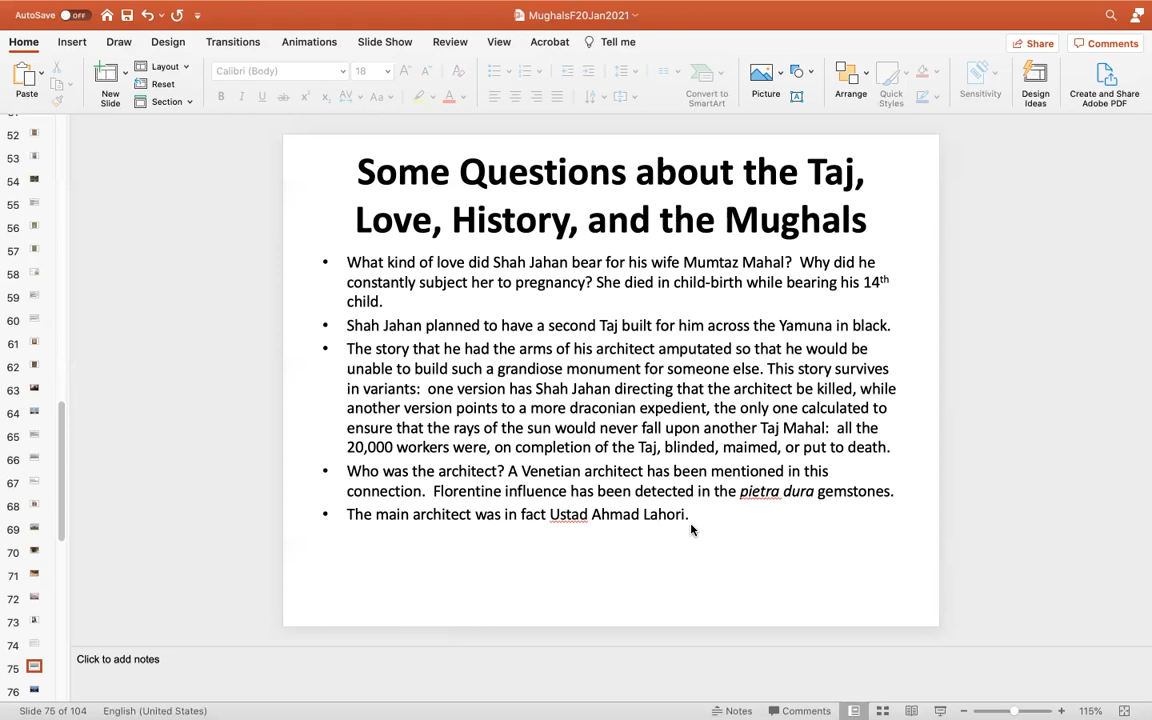 AutoSave OFF
MughalsF20Jan2021
Home Insert Draw Design Transitions Animations Slide Show Review View Acrobat Tell me Share Comments
Paste
New Slide
Layout
Reset
Section
Calibri (Body) 18
Convert to SmartArt
Picture
Arrange
Quick Styles
Sensitivity
Design Ideas
Create and Share Adobe PDF
52
53
54
55
56
57
58
59
60
61
62
63
64
65
66
67
68
69
70
71
72
73
74
75
76
Some Questions about the Taj,
Love, History, and the Mughals
• What kind of love did Shah Jahan bear for his wife Mumtaz Mahal? Why did he
constantly subject her to pregnancy? She died in child-birth while bearing his 14th
child.
• Shah Jahan planned to have a second Taj built for him across the Yamuna in black.
• The story that he had the arms of his architect amputated so that he would be
unable to build such a grandiose monument for someone else. This story survives
in variants: one version has Shah Jahan directing that the architect be killed, while
another version points to a more draconian expedient, the only one calculated to
ensure that the rays of the sun would never fall upon another Taj Mahal: all the
20,000 workers were, on completion of the Taj, blinded, maimed, or put to death.
• Who was the architect? A Venetian architect has been mentioned in this
connection. Florentine influence has been detected in the pietra dura gemstones.
• The main architect was in fact Ustad Ahmad Lahori.
Click to add notes
Slide 75 of 104 English (United States) Notes Comments 115%